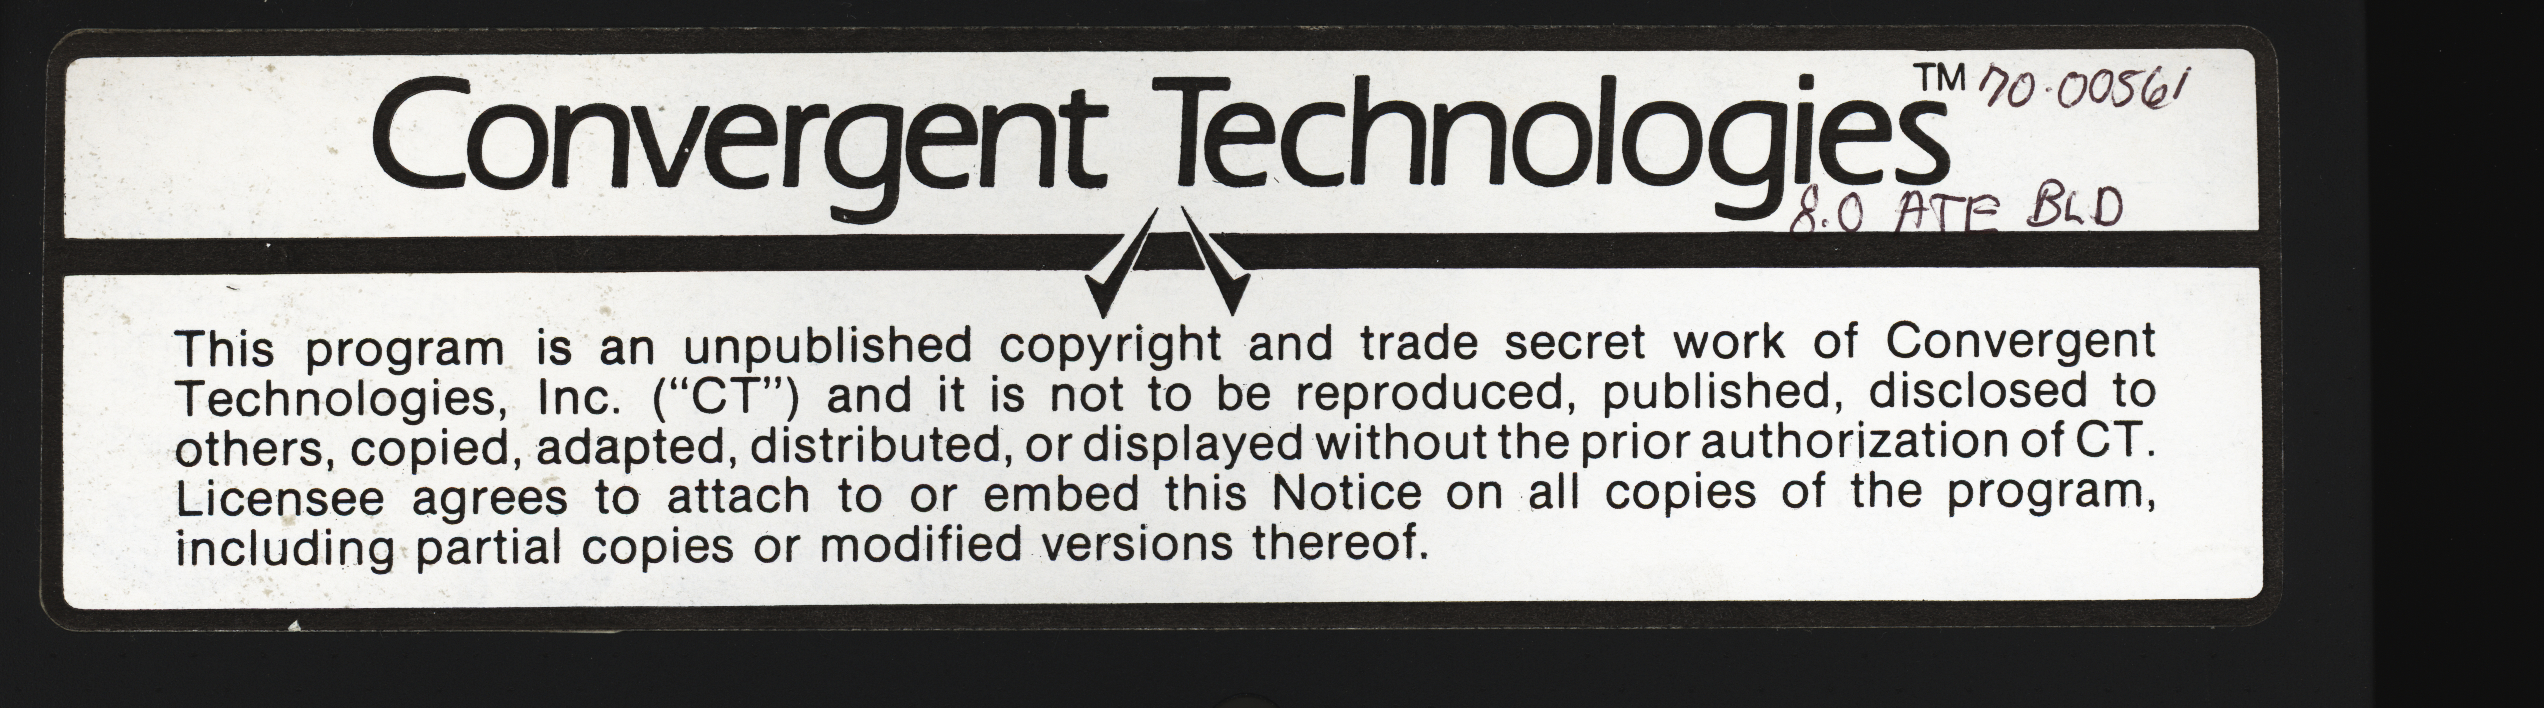 Convergent Technologies™ 70-00561
8.0 ATE BLD
This program is an unpublished copyright and trade secret work of Convergent
Technologies, Inc. (“CT”) and it is not to be reproduced, published, disclosed to
others, copied, adapted, distributed, or displayed without the prior authorization of CT.
Licensee agrees to attach to or embed this Notice on all copies of the program,
including partial copies or modified versions thereof.